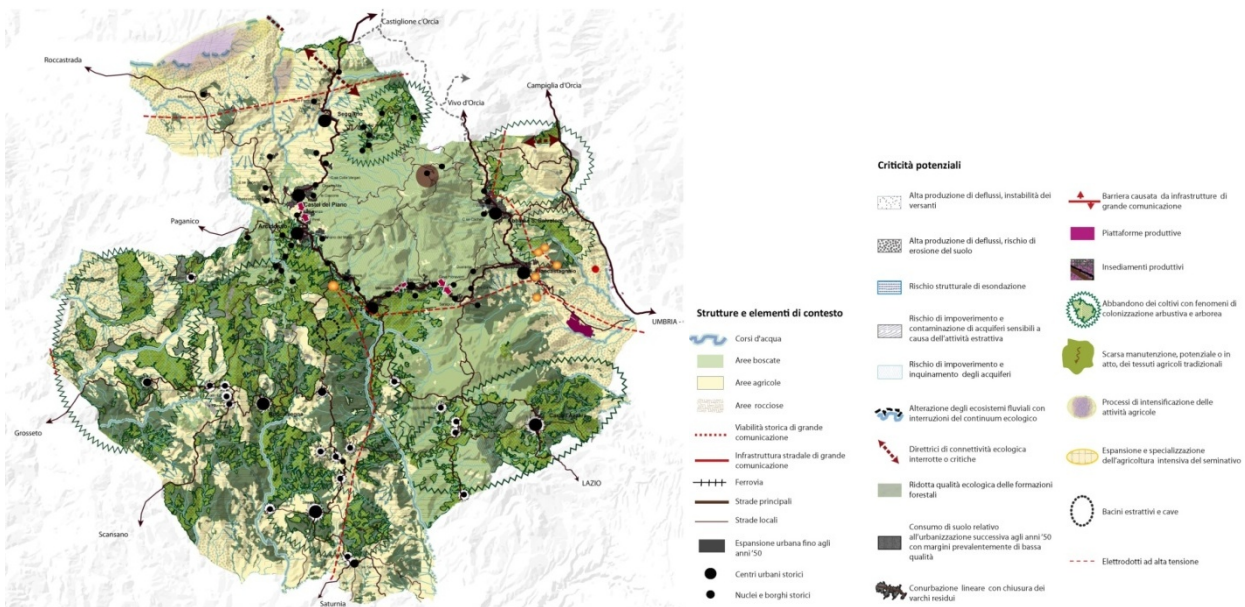 Castiglione c'Orcia
Roccastrada
Campiglia d'Orcia
Vivo d'Orcia
Seggiano
Castel del Piano
Paganico
Arcidosso
UMBRIA
Grosseto
LAZIO
Scansano
Saturnia
Strutture e elementi di contesto
Corsi d'acqua
Aree boscate
Aree agricole
Aree rocciose
Viabilità storica di grande
comunicazione
Infrastruttura stradale di grande
comunicazione
Ferrovia
Strade principali
Strade locali
Espansione urbana fino agli
anni '50
Centri urbani storici
Nuclei e borghi storici
Criticità potenziali
Alta produzione di deflussi, instabilità dei
versanti
Alta produzione di deflussi, rischio di
erosione del suolo
Rischio strutturale di esondazione
Rischio di impoverimento e
contaminazione di acquiferi sensibili a
causa dell'attività estrattiva
Rischio di impoverimento e
inquinamento degli acquiferi
Alterazione degli ecosistemi fluviali con
interruzioni del continuum ecologico
Direttrici di connettività ecologica
interrotte o critiche
Ridotta qualità ecologica delle formazioni
forestali
Consumo di suolo relativo
all'urbanizzazione successiva agli anni '50
con margini prevalentemente di bassa
qualità
Conurbazione lineare con chiusura dei
varchi residui
Barriera causata da infrastrutture di
grande comunicazione
Piattaforme produttive
Insediamenti produttivi
Abbandono dei coltivi con fenomeni di
colonizzazione arbustiva e arborea
Scarsa manutenzione, potenziale o in
atto, dei tessuti agricoli tradizionali
Processi di intensificazione delle
attività agricole
Espansione e specializzazione
dell'agricoltura intensiva del seminativo
Bacini estrattivi e cave
Elettrodotti ad alta tensione